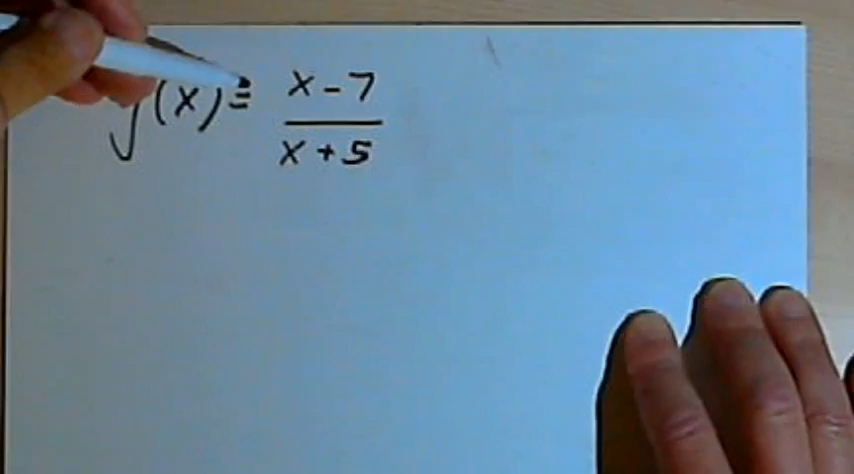 f(x) = x - 7
x + 5